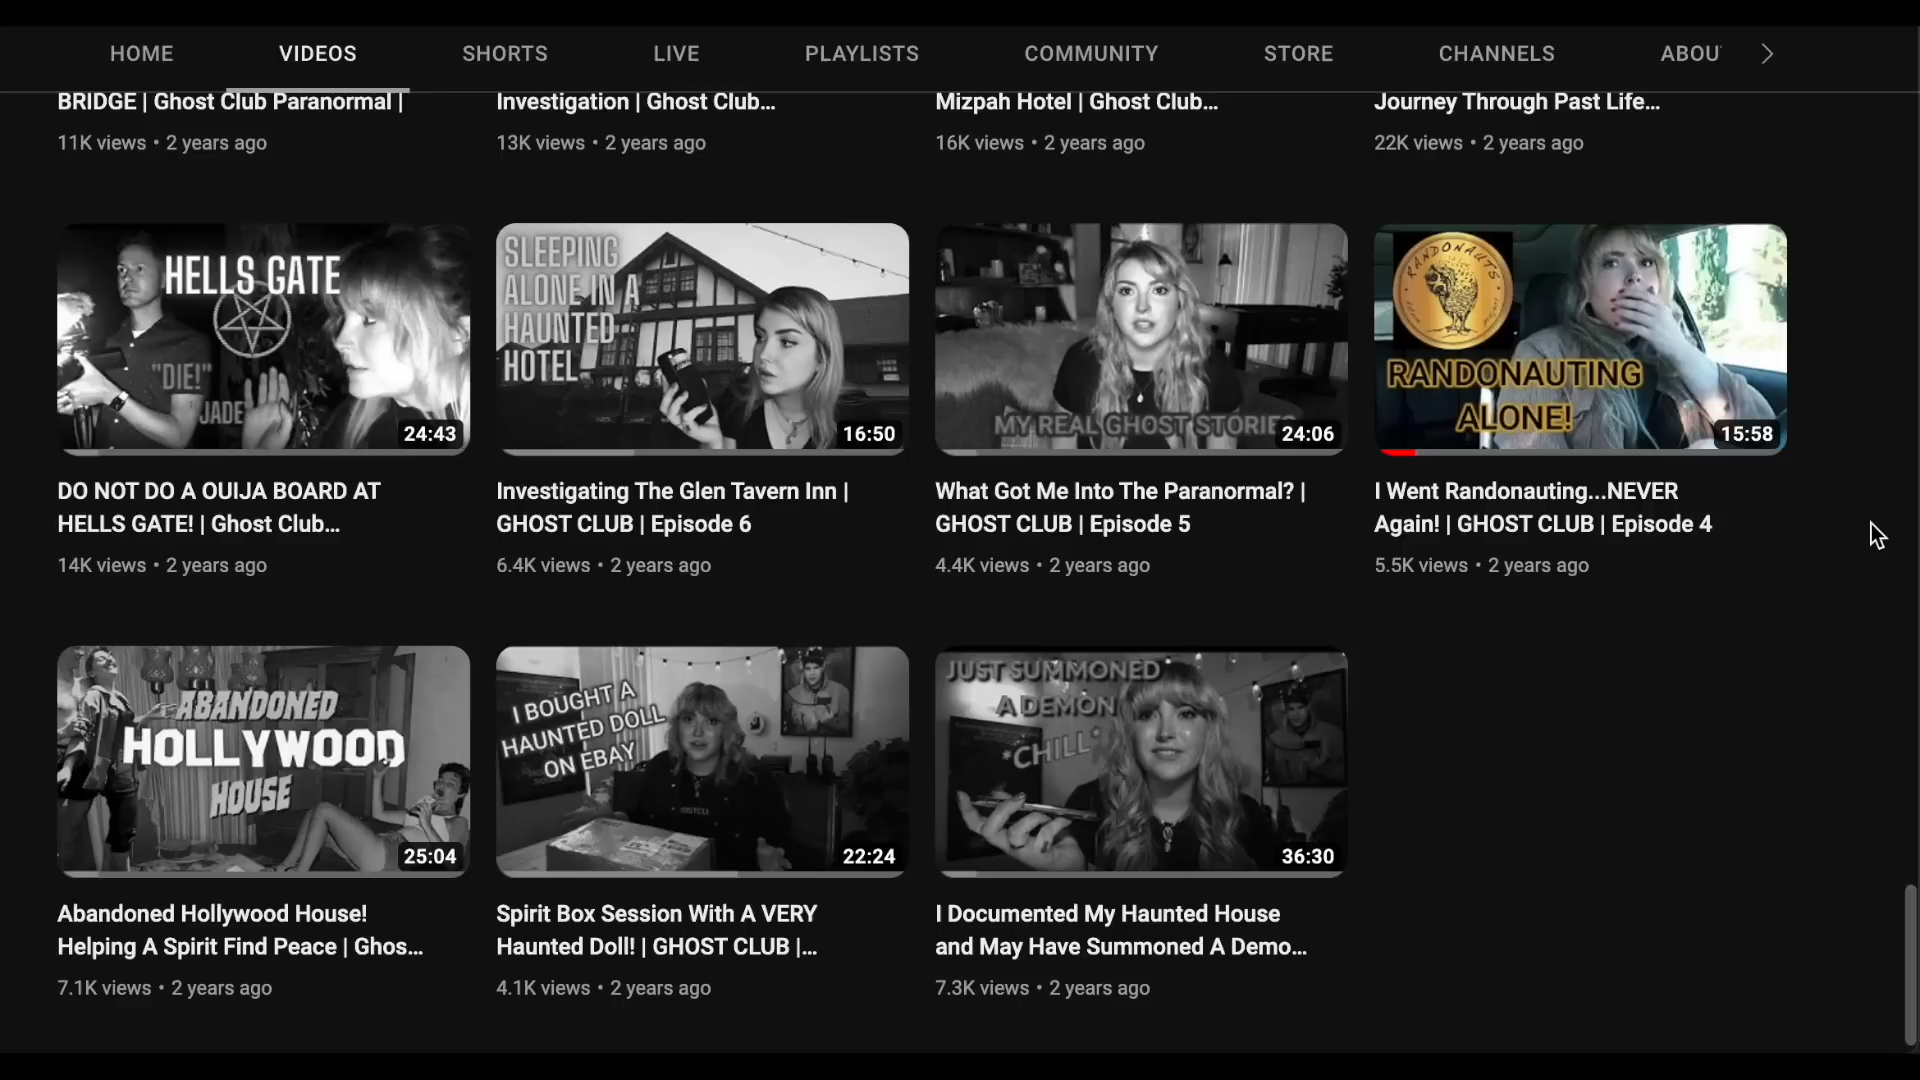 HOME VIDEOS SHORTS LIVE PLAYLISTS COMMUNITY STORE CHANNELS ABOU
BRIDGE | Ghost Club Paranormal |
11K views • 2 years ago
Investigation | Ghost Club...
13K views • 2 years ago
Mizpah Hotel | Ghost Club...
16K views • 2 years ago
Journey Through Past Life...
22K views • 2 years ago
HELLS GATE
"DIE!"
JADE
24:43
DO NOT DO A OUIJA BOARD AT
HELLS GATE! | Ghost Club...
14K views • 2 years ago
SLEEPING
ALONE IN A
HAUNTED
HOTEL
16:50
Investigating The Glen Tavern Inn |
GHOST CLUB | Episode 6
6.4K views • 2 years ago
MY REAL GHOST STORIES
24:06
What Got Me Into The Paranormal? |
GHOST CLUB | Episode 5
4.4K views • 2 years ago
RANDONAUTS
RANDONAUTING
ALONE!
15:58
I Went Randonauting...NEVER
Again! | GHOST CLUB | Episode 4
5.5K views • 2 years ago
ABANDONED
HOLLYWOOD
HOUSE
25:04
Abandoned Hollywood House!
Helping A Spirit Find Peace | Ghos...
7.1K views • 2 years ago
I BOUGHT A
HAUNTED DOLL
ON EBAY
22:24
Spirit Box Session With A VERY
Haunted Doll! | GHOST CLUB |...
4.1K views • 2 years ago
JUST SUMMONED
A DEMON
*CHILL*
36:30
I Documented My Haunted House
and May Have Summoned A Demo...
7.3K views • 2 years ago